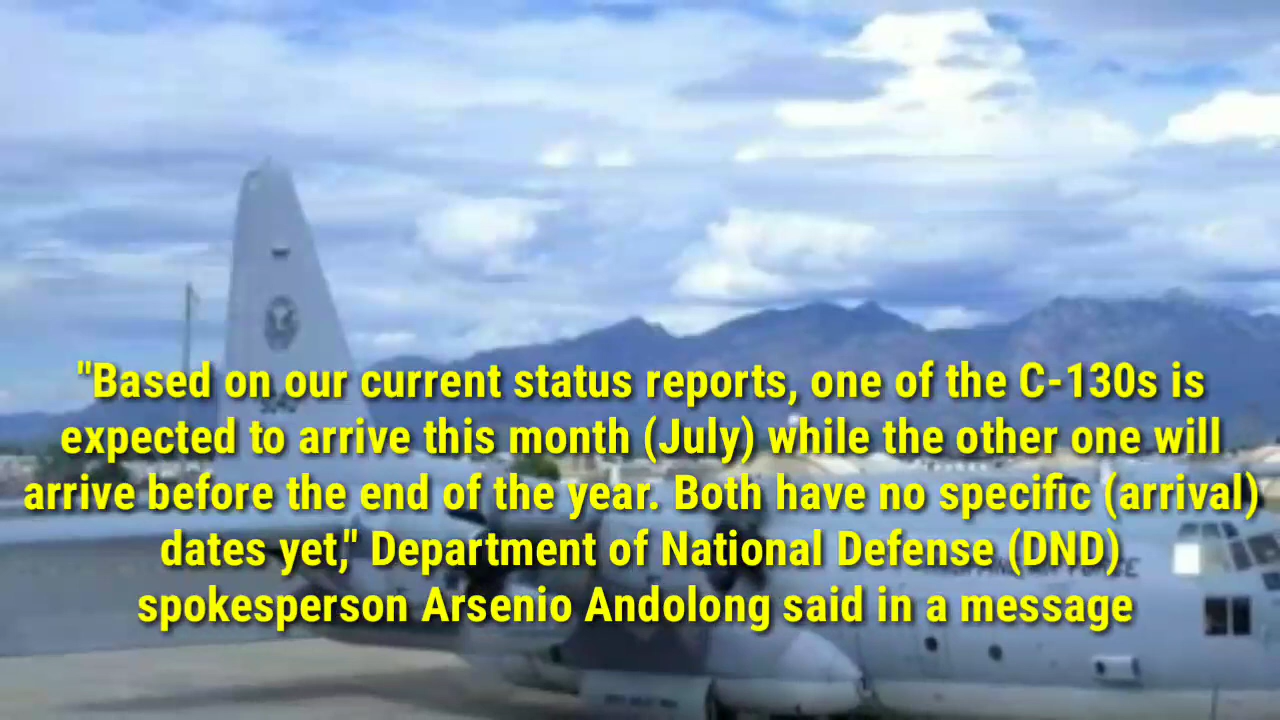 "Based on our current status reports, one of the C-130s is
expected to arrive this month (July) while the other one will
arrive before the end of the year. Both have no specific (arrival)
dates yet," Department of National Defense (DND)
spokesperson Arsenio Andolong said in a message